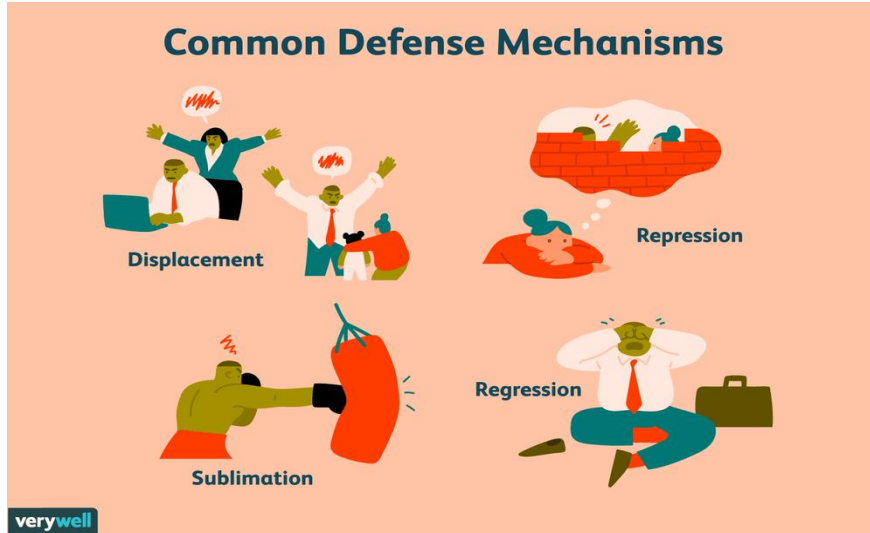 Common Defense Mechanisms
Displacement
Repression
Sublimation
Regression
verywell